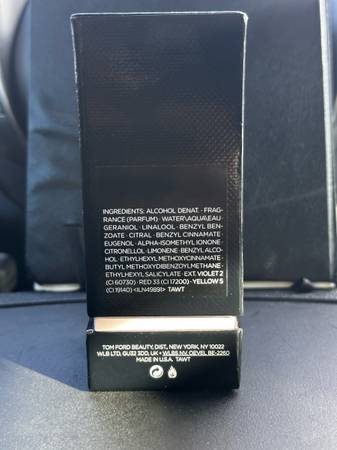 INGREDIENTS: ALCOHOL DENAT. · FRAG-
RANCE (PARFUM) · WATER\AQUA\EAU ·
GERANIOL · LINALOOL · BENZYL BEN-
ZOATE · CITRAL · BENZYL CINNAMATE ·
EUGENOL · ALPHA-ISOMETHYL IONONE ·
CITRONELLOL · LIMONENE · BENZYL ALCO-
HOL · ETHYLHEXYL METHOXYCINNAMATE ·
BUTYL METHOXYDIBENZOYLMETHANE ·
ETHYLHEXYL SALICYLATE · EXT. VIOLET 2
(CI 60730) · RED 33 (CI 17200) · YELLOW 5
(CI 19140) <ILN49891> TAWT
TOM FORD BEAUTY, DIST., NEW YORK, NY 10022
WLB LTD, GU32 3DD, UK • WLBS NV, OEVEL BE-2260
MADE IN U.S.A. TAWT